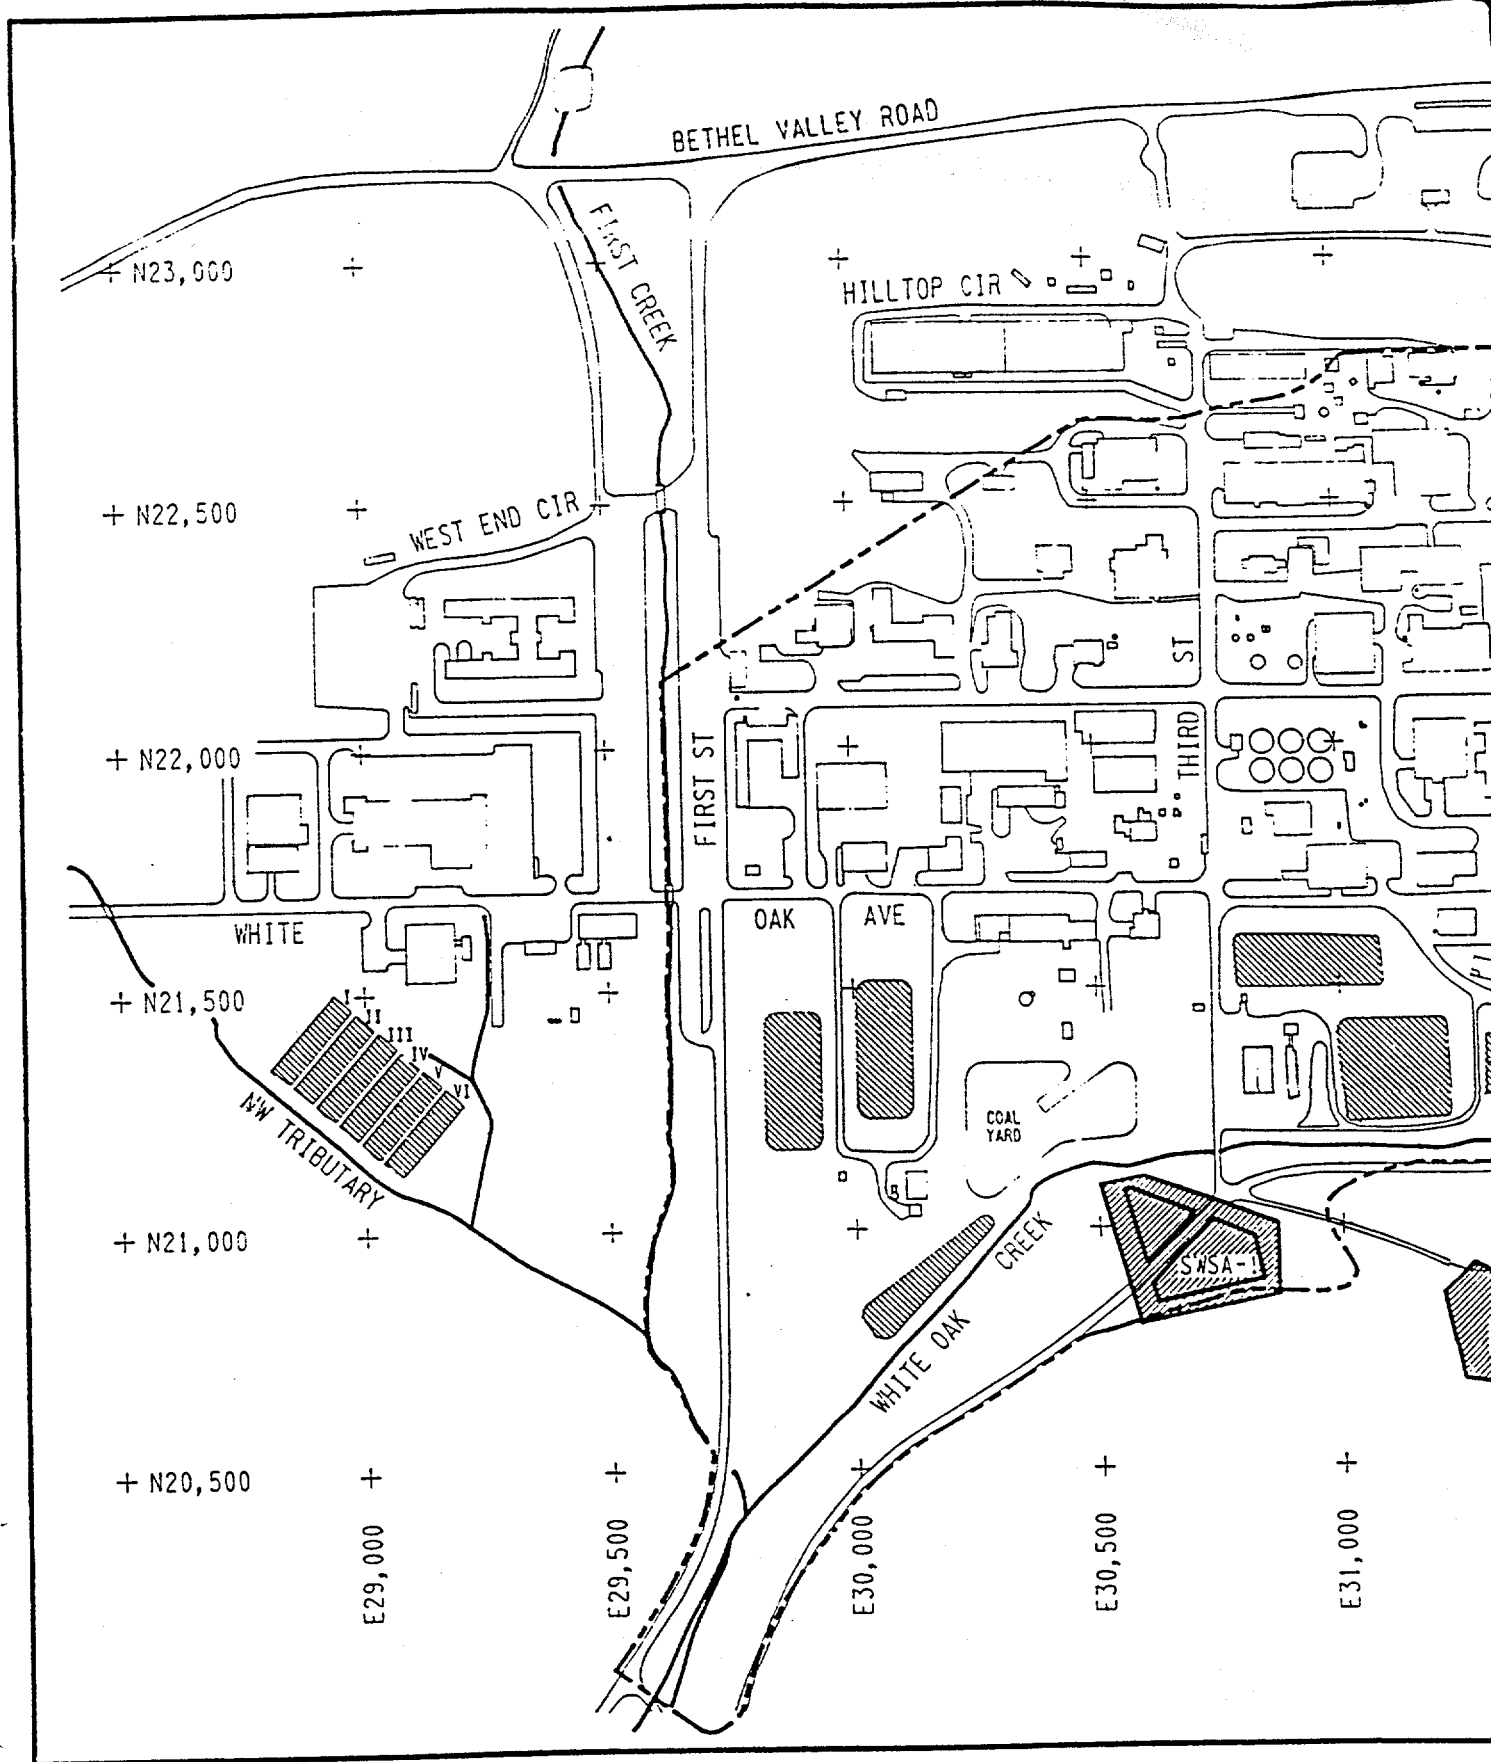 BETHEL VALLEY ROAD
FIRST CREEK
N23,000
HILLTOP CIR
N22,500
WEST END CIR
ST
THIRD
N22,000
FIRST ST
WHITE
OAK
AVE
N21,500
I
II
III
IV
V
VI
NW TRIBUTARY
COAL
YARD
N21,000
CREEK
SWSA-1
WHITE OAK
N20,500
E29,000
E29,500
E30,000
E30,500
E31,000